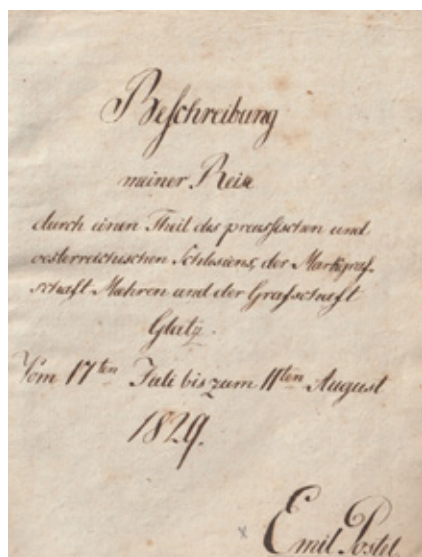 Beschreibung
meiner Reise
durch einen Theil des preussischen und
oesterreichischen Schlesiens, der Markgraf-
schaft Maehren und der Grafschaft
Glatz.
Vom 17ten Juli bis zum 11ten August
1829.
Emil Postel